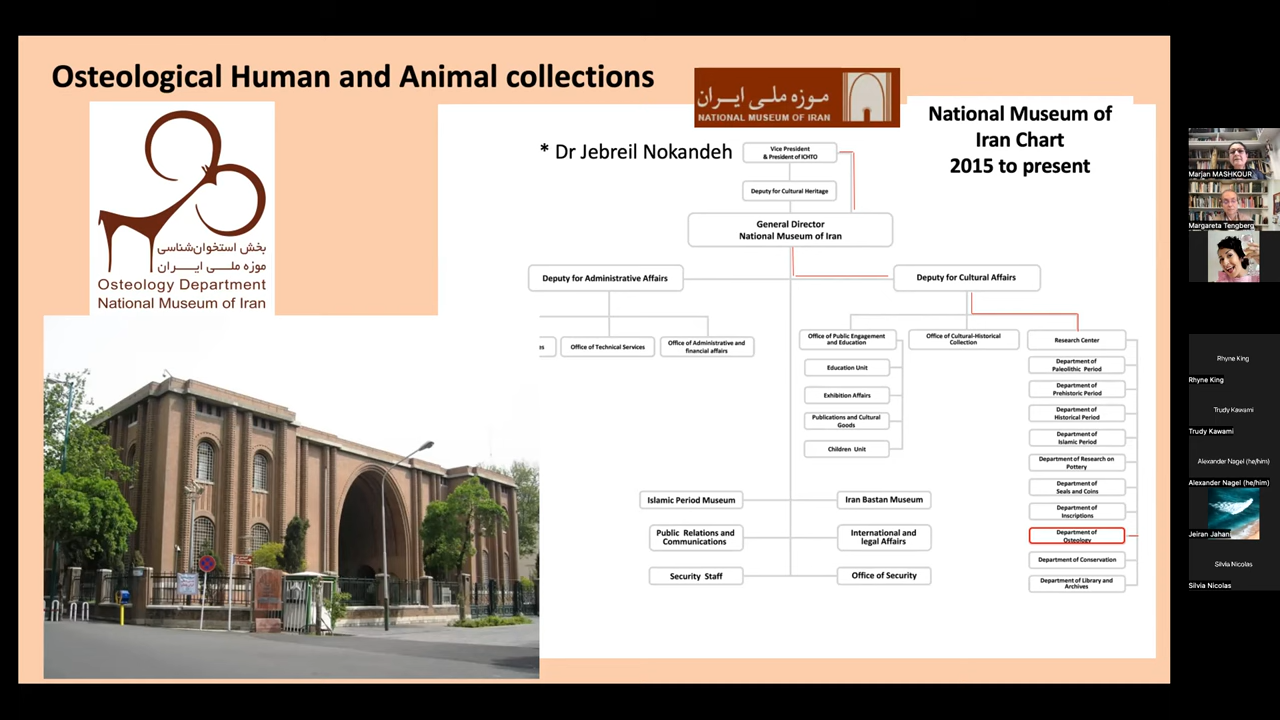 Osteological Human and Animal collections
موزه ملی ایران
NATIONAL MUSEUM OF IRAN
National Museum of
Iran Chart
2015 to present
بخش استخوان‌شناسی
موزه ملی ایران
Osteology Department
National Museum of Iran
* Dr Jebreil Nokandeh
Vice President
& President of ICHTO
Deputy for Cultural Heritage
General Director
National Museum of Iran
Deputy for Administrative Affairs
Deputy for Cultural Affairs
Office of Technical Services
Office of Administrative and
financial affairs
Office of Public Engagement
and Education
Education Unit
Exhibition Affairs
Publications and Cultural
Goods
Children Unit
Office of Cultural-Historical
Collection
Research Center
Department of
Paleolithic Period
Department of
Prehistoric Period
Department of
Historical Period
Department of
Islamic Period
Department of Research on
Pottery
Department of
Seals and Coins
Department of
Inscriptions
Department of
Osteology
Department of Conservation
Department of Library and
Archives
Islamic Period Museum
Iran Bastan Museum
Public Relations and
Communications
International and
legal Affairs
Security Staff
Office of Security
Marjan MASHKOUR
Margareta Tengberg
Rhyne King
Rhyne King
Trudy Kawami
Trudy Kawami
Alexander Nagel (he/him)
Alexander Nagel (he/him)
Jeiran Jahani
Silvia Nicolas
Silvia Nicolas